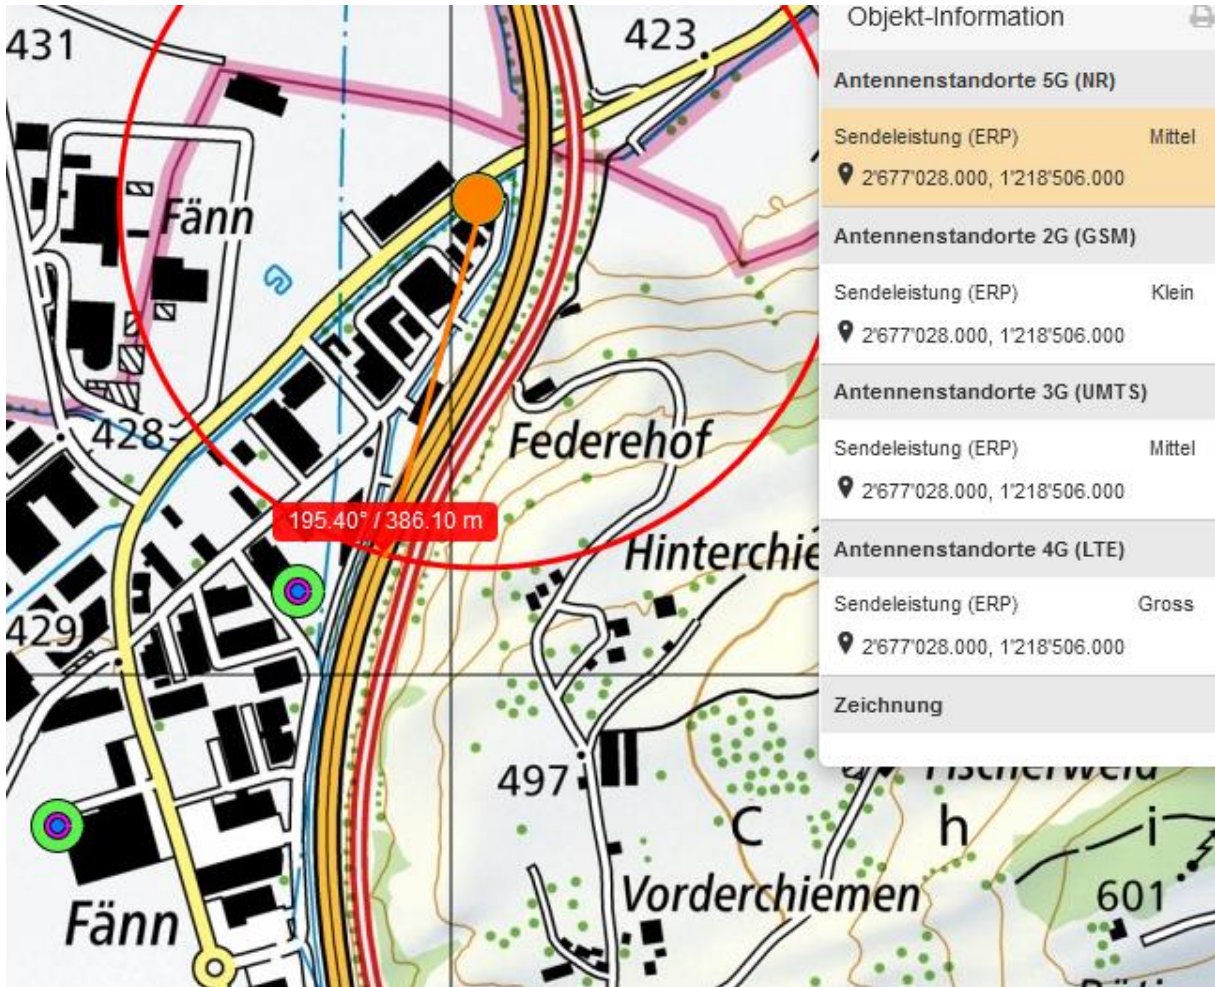 431
423
Fänn
428
Federehof
195.40° / 386.10 m
Hinterchie
429
497
C h i
Vorderchiemen
601
Fänn
Objekt-Information
Antennenstandorte 5G (NR)
Sendeleistung (ERP) Mittel
2'677'028.000, 1'218'506.000
Antennenstandorte 2G (GSM)
Sendeleistung (ERP) Klein
2'677'028.000, 1'218'506.000
Antennenstandorte 3G (UMTS)
Sendeleistung (ERP) Mittel
2'677'028.000, 1'218'506.000
Antennenstandorte 4G (LTE)
Sendeleistung (ERP) Gross
2'677'028.000, 1'218'506.000
Zeichnung